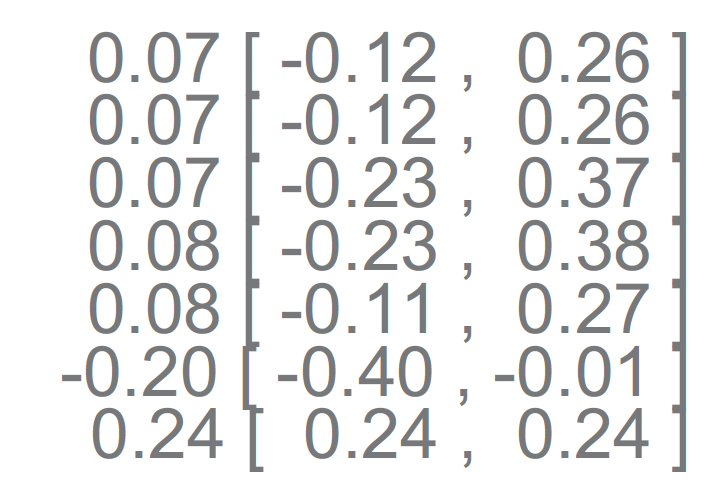 0.07 [ -0.12 , 0.26 ]
0.07 [ -0.12 , 0.26 ]
0.07 [ -0.23 , 0.37 ]
0.08 [ -0.23 , 0.38 ]
0.08 [ -0.11 , 0.27 ]
-0.20 [ -0.40 , -0.01 ]
0.24 [ 0.24 , 0.24 ]